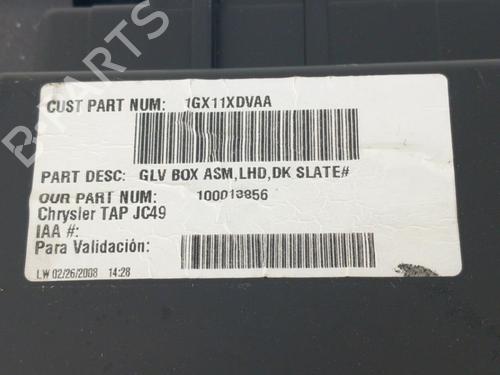 CUST PART NUM: 1GX11XDVAA
PART DESC: GLV BOX ASM,LHD,DK SLATE#
OUR PART NUM: 100013856
Chrysler TAP JC49
IAA #:
Para Validación:
LW 02/26/2008 14:28
B-PARTS